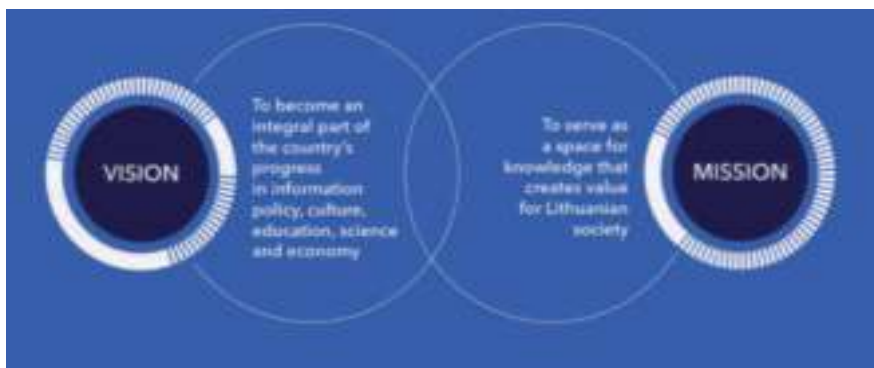 VISION
To become an
integral part of
the country's
progress
in information
policy, culture,
education, science
and economy
To serve as
a space for
knowledge that
creates value
for Lithuanian
society
MISSION